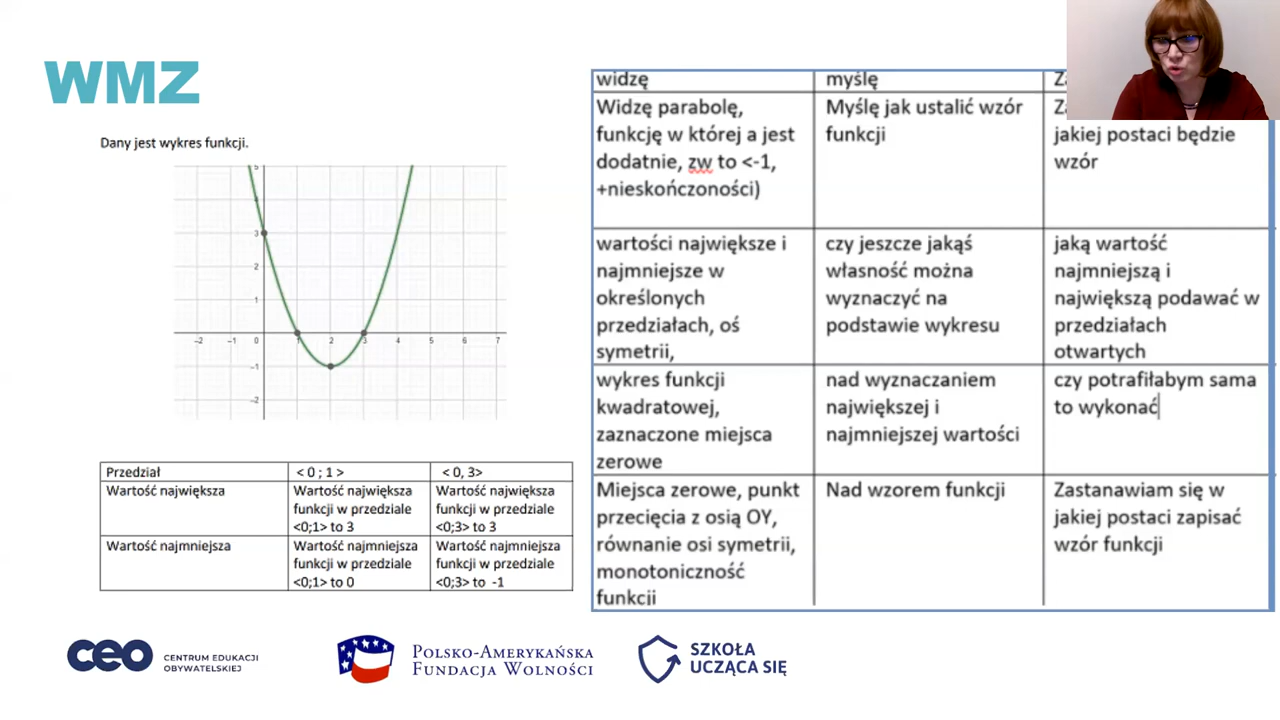 WMZ
Dany jest wykres funkcji.
5
4
3
2
1
-2 -1 0 1 2 3 4 5 6 7
-1
-2
Przedział < 0 ; 1 > < 0, 3>
Wartość największa
Wartość największa
funkcji w przedziale
<0;1> to 3
Wartość największa
funkcji w przedziale
<0;3> to 3
Wartość najmniejsza
Wartość najmniejsza
funkcji w przedziale
<0;1> to 0
Wartość najmniejsza
funkcji w przedziale
<0;3> to -1
widzę
myślę
Widzę parabolę,
funkcję w której a jest
dodatnie, zw to <-1,
+nieskończoności)
Myślę jak ustalić wzór
funkcji
jakiej postaci będzie
wzór
wartości największe i
najmniejsze w
określonych
przedziałach, oś
symetrii,
czy jeszcze jakąś
własność można
wyznaczyć na
podstawie wykresu
jaką wartość
najmniejszą i
największą podawać w
przedziałach
otwartych
wykres funkcji
kwadratowej,
zaznaczone miejsca
zerowe
nad wyznaczaniem
największej i
najmniejszej wartości
czy potrafiłabym sama
to wykonać
Miejsca zerowe, punkt
przecięcia z osią OY,
równanie osi symetrii,
monotoniczność
funkcji
Nad wzorem funkcji
Zastanawiam się w
jakiej postaci zapisać
wzór funkcji
ceo
CENTRUM EDUKACJI
OBYWATELSKIEJ
POLSKO-AMERYKAŃSKA
FUNDACJA WOLNOŚCI
SZKOŁA
UCZĄCA SIĘ